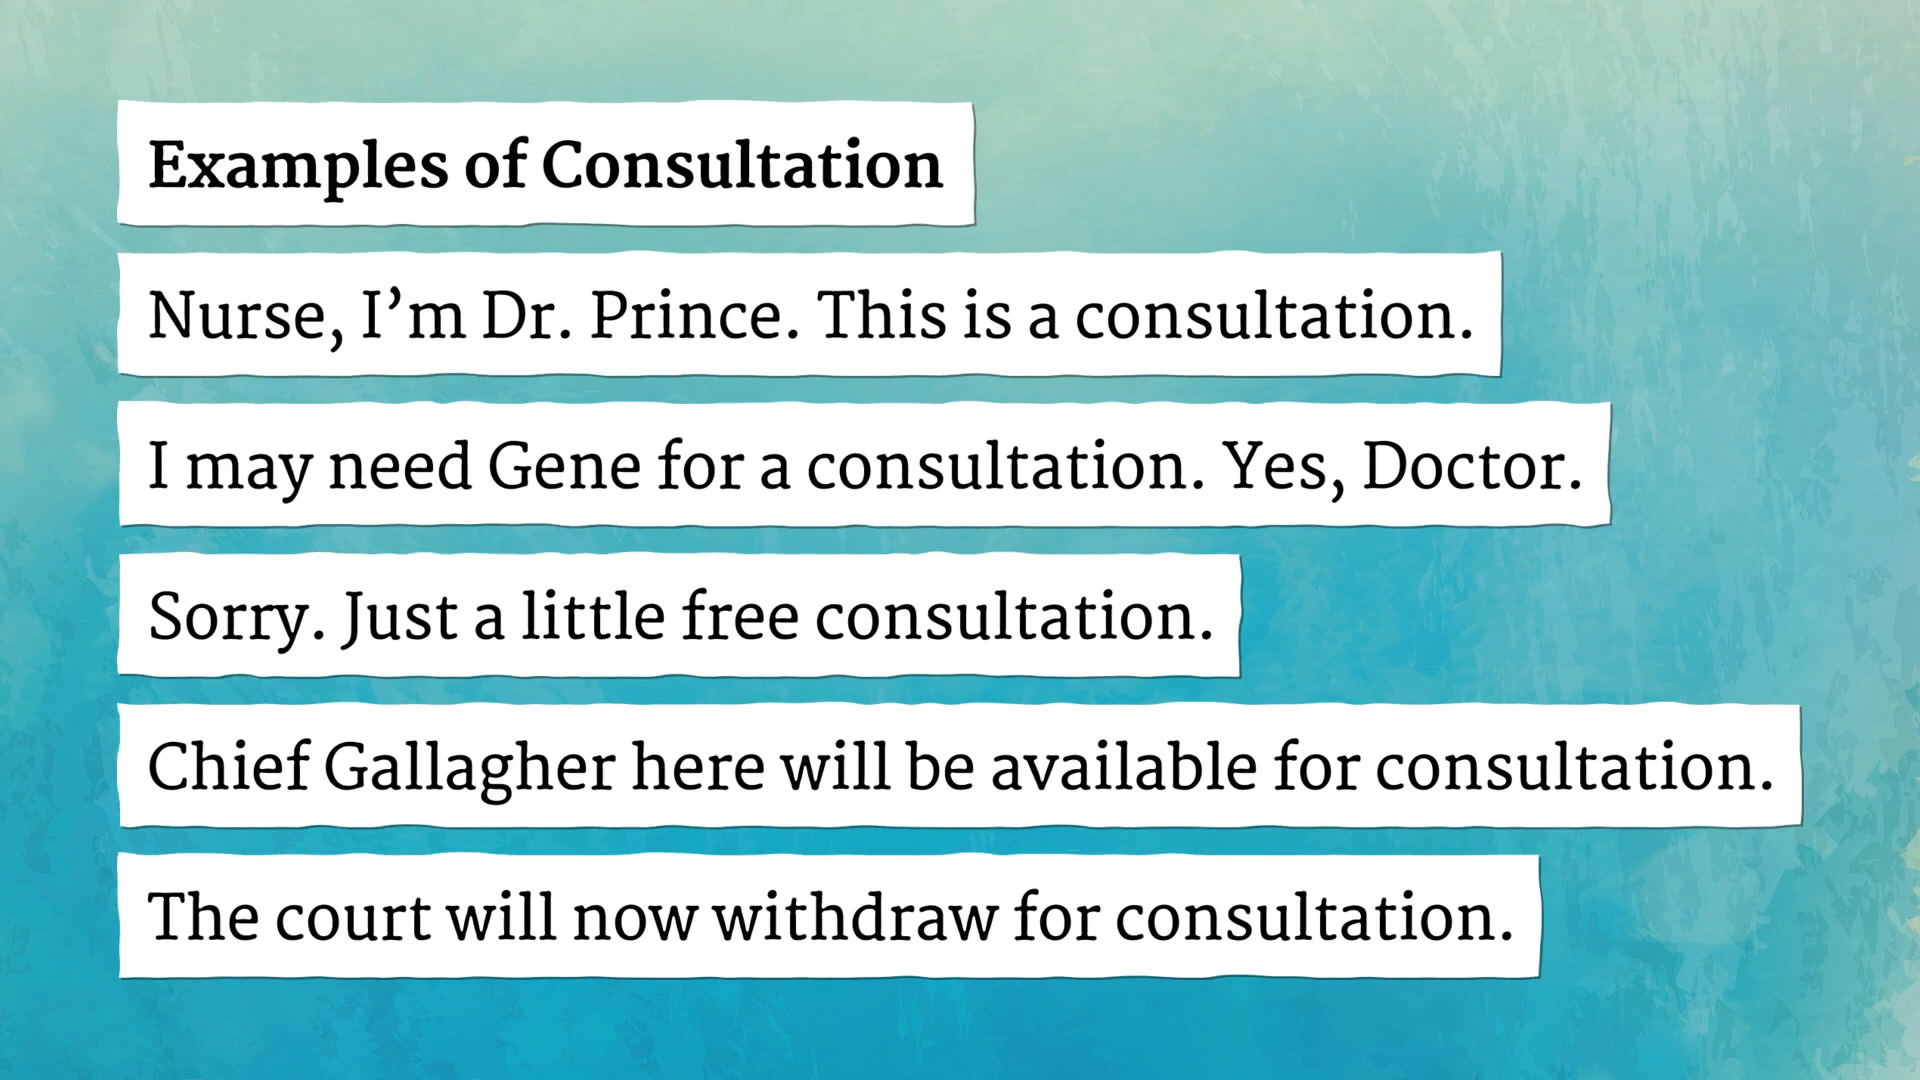 Examples of Consultation
Nurse, I’m Dr. Prince. This is a consultation.
I may need Gene for a consultation. Yes, Doctor.
Sorry. Just a little free consultation.
Chief Gallagher here will be available for consultation.
The court will now withdraw for consultation.